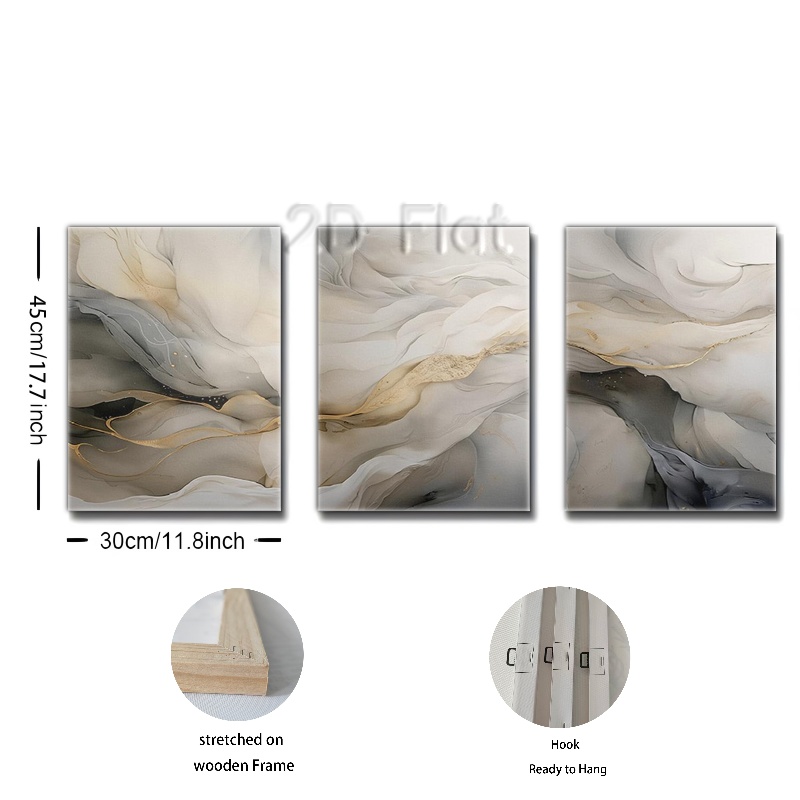 2D Flat.
45cm/17.7inch
30cm/11.8inch
stretched on
wooden Frame
Hook
Ready to Hang